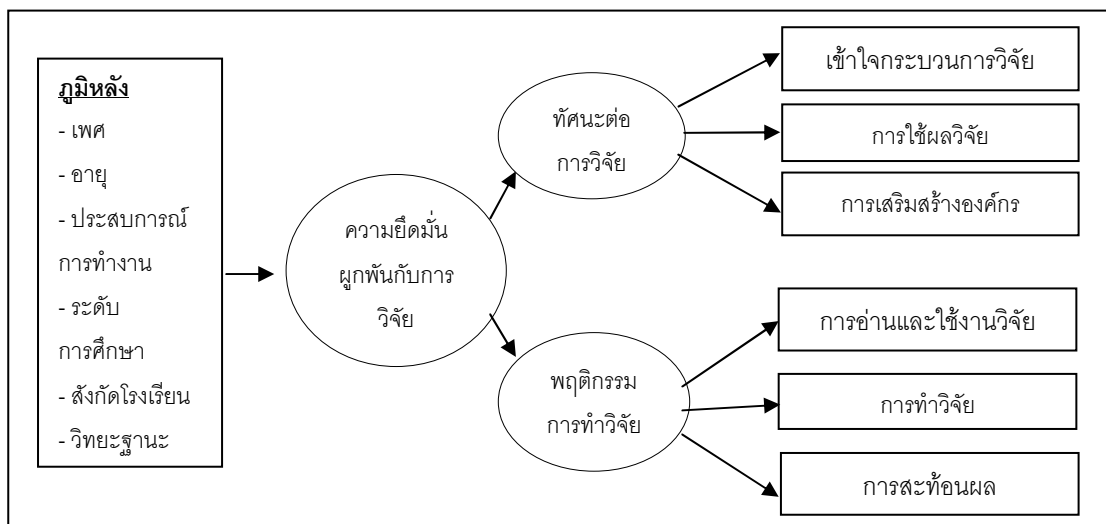 ภูมิหลัง
- เพศ
- อายุ
- ประสบการณ์
การทำงาน
- ระดับ
การศึกษา
- สังกัดโรงเรียน
- วิทยะฐานะ
ความยึดมั่น
ผูกพันกับการ
วิจัย
ทัศนะต่อ
การวิจัย
เข้าใจกระบวนการวิจัย
การใช้ผลวิจัย
การเสริมสร้างองค์กร
พฤติกรรม
การทำวิจัย
การอ่านและใช้งานวิจัย
การทำวิจัย
การสะท้อนผล